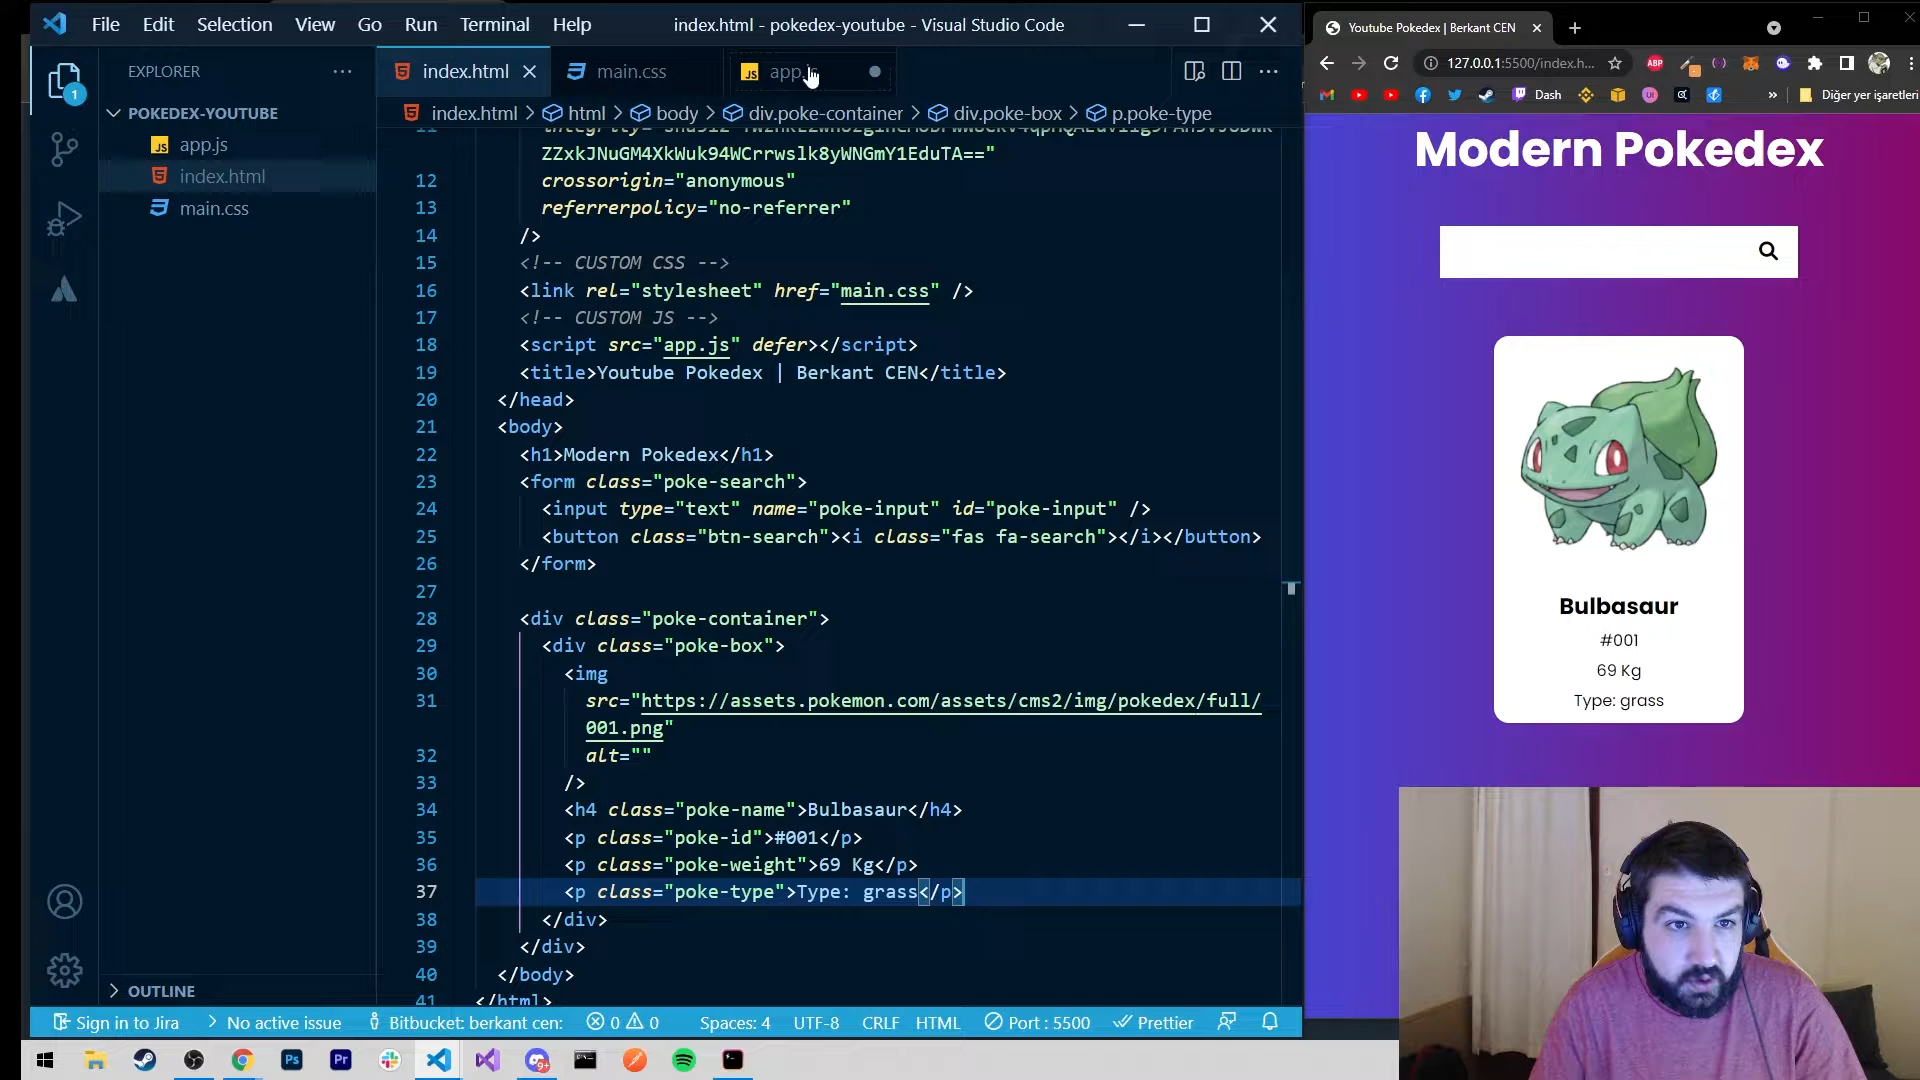 File Edit Selection View Go Run Terminal Help
index.html - pokedex-youtube - Visual Studio Code
EXPLORER
1
POKEDEX-YOUTUBE
app.js
index.html
main.css
OUTLINE
index.html main.css
index.html > html > body > div.poke-container > div.poke-box > p.poke-type
11
ZZxkJNuGM4XkWuk94WCrrwslk8yWNGmY1EduTA=="
12 crossorigin="anonymous"
13 referrerpolicy="no-referrer"
14 />
15 <!-- CUSTOM CSS -->
16 <link rel="stylesheet" href="main.css" />
17 <!-- CUSTOM JS -->
18 <script src="app.js" defer></script>
19 <title>Youtube Pokedex | Berkant CEN</title>
20 </head>
21 <body>
22 <h1>Modern Pokedex</h1>
23 <form class="poke-search">
24 <input type="text" name="poke-input" id="poke-input" />
25 <button class="btn-search"><i class="fas fa-search"></i></button>
26 </form>
27
28 <div class="poke-container">
29 <div class="poke-box">
30 <img
31 src="https://assets.pokemon.com/assets/cms2/img/pokedex/full/
001.png"
32 alt=""
33 />
34 <h4 class="poke-name">Bulbasaur</h4>
35 <p class="poke-id">#001</p>
36 <p class="poke-weight">69 Kg</p>
37 <p class="poke-type">Type: grass</p>
38 </div>
39 </div>
40 </body>
41 </html>
Sign in to Jira No active issue Bitbucket: berkant cen: 0 0 Spaces: 4 UTF-8 CRLF HTML Port : 5500 Prettier
Youtube Pokedex | Berkant CEN
127.0.0.1:5500/index.h...
ABP
Dash
Diğer yer işaretleri
Modern Pokedex
Bulbasaur
#001
69 Kg
Type: grass
Ps
Pr
9+